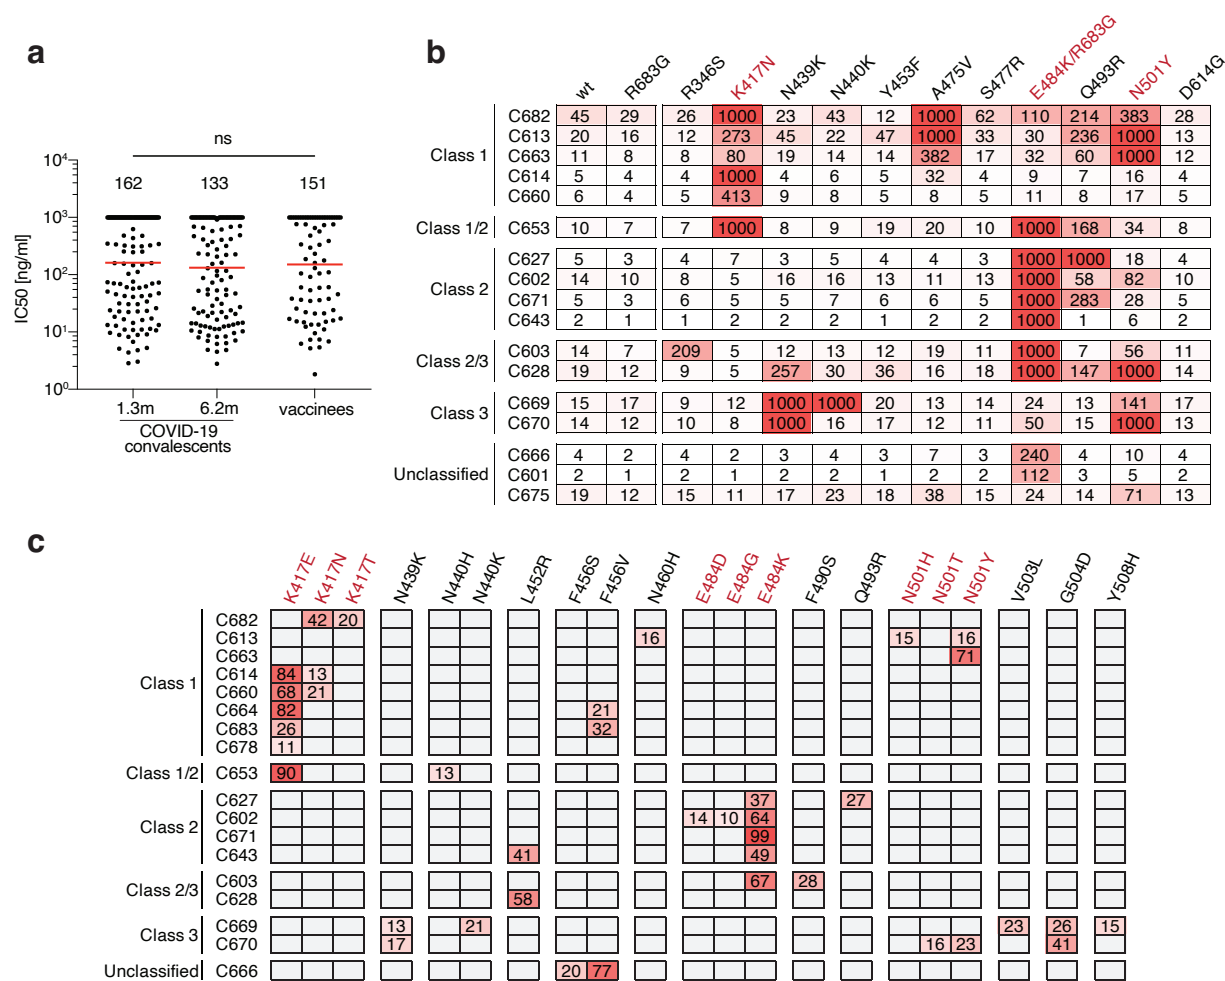 a
ns
162 133 151
IC50 [ng/ml]
10⁴
10³
10²
10¹
10⁰
1.3m 6.2m vaccinees
COVID-19
convalescents
b
wt R683G R346S K417N N439K N440K Y453F A475V S477R E484K/R683G Q493R N501Y D614G
Class 1
C682 45 29 26 1000 23 43 12 1000 62 110 214 383 28
C613 20 16 12 273 45 22 47 1000 33 30 236 1000 13
C663 11 8 8 80 19 14 14 382 17 32 60 1000 12
C614 5 4 4 1000 4 6 5 32 4 9 7 16 4
C660 6 4 5 413 9 8 5 8 5 11 8 17 5
Class 1/2
C653 10 7 7 1000 8 9 19 20 10 1000 168 34 8
Class 2
C627 5 3 4 7 3 5 4 4 3 1000 1000 18 4
C602 14 10 8 5 16 16 13 11 13 1000 58 82 10
C671 5 3 6 5 5 7 6 6 5 1000 283 28 5
C643 2 1 1 2 2 2 1 2 2 1000 1 6 2
Class 2/3
C603 14 7 209 5 12 13 12 19 11 1000 7 56 11
C628 19 12 9 5 257 30 36 16 18 1000 147 1000 14
Class 3
C669 15 17 9 12 1000 1000 20 13 14 24 13 141 17
C670 14 12 10 8 1000 16 17 12 11 50 15 1000 13
Unclassified
C666 4 2 4 2 3 4 3 7 3 240 4 10 4
C601 2 1 2 1 2 2 1 2 2 112 3 5 2
C675 19 12 15 11 17 23 18 38 15 24 14 71 13
c
K417E K417N K417T N439K N440H N440K L452R F456S F456V N460H E484D E484G E484K F490S Q493R N501H N501T N501Y V503L G504D Y508H
Class 1
C682 42 20
C613 16 15 16
C663 71
C614 84 13
C660 68 21
C664 82 21
C683 26 32
C678 11
Class 1/2
C653 90 13
Class 2
C627 37 27
C602 14 10 64
C671 99
C643 41 49
Class 2/3
C603 67 28
C628 58
Class 3
C669 13 21 23 26 15
C670 17 16 23 41
Unclassified
C666 20 77